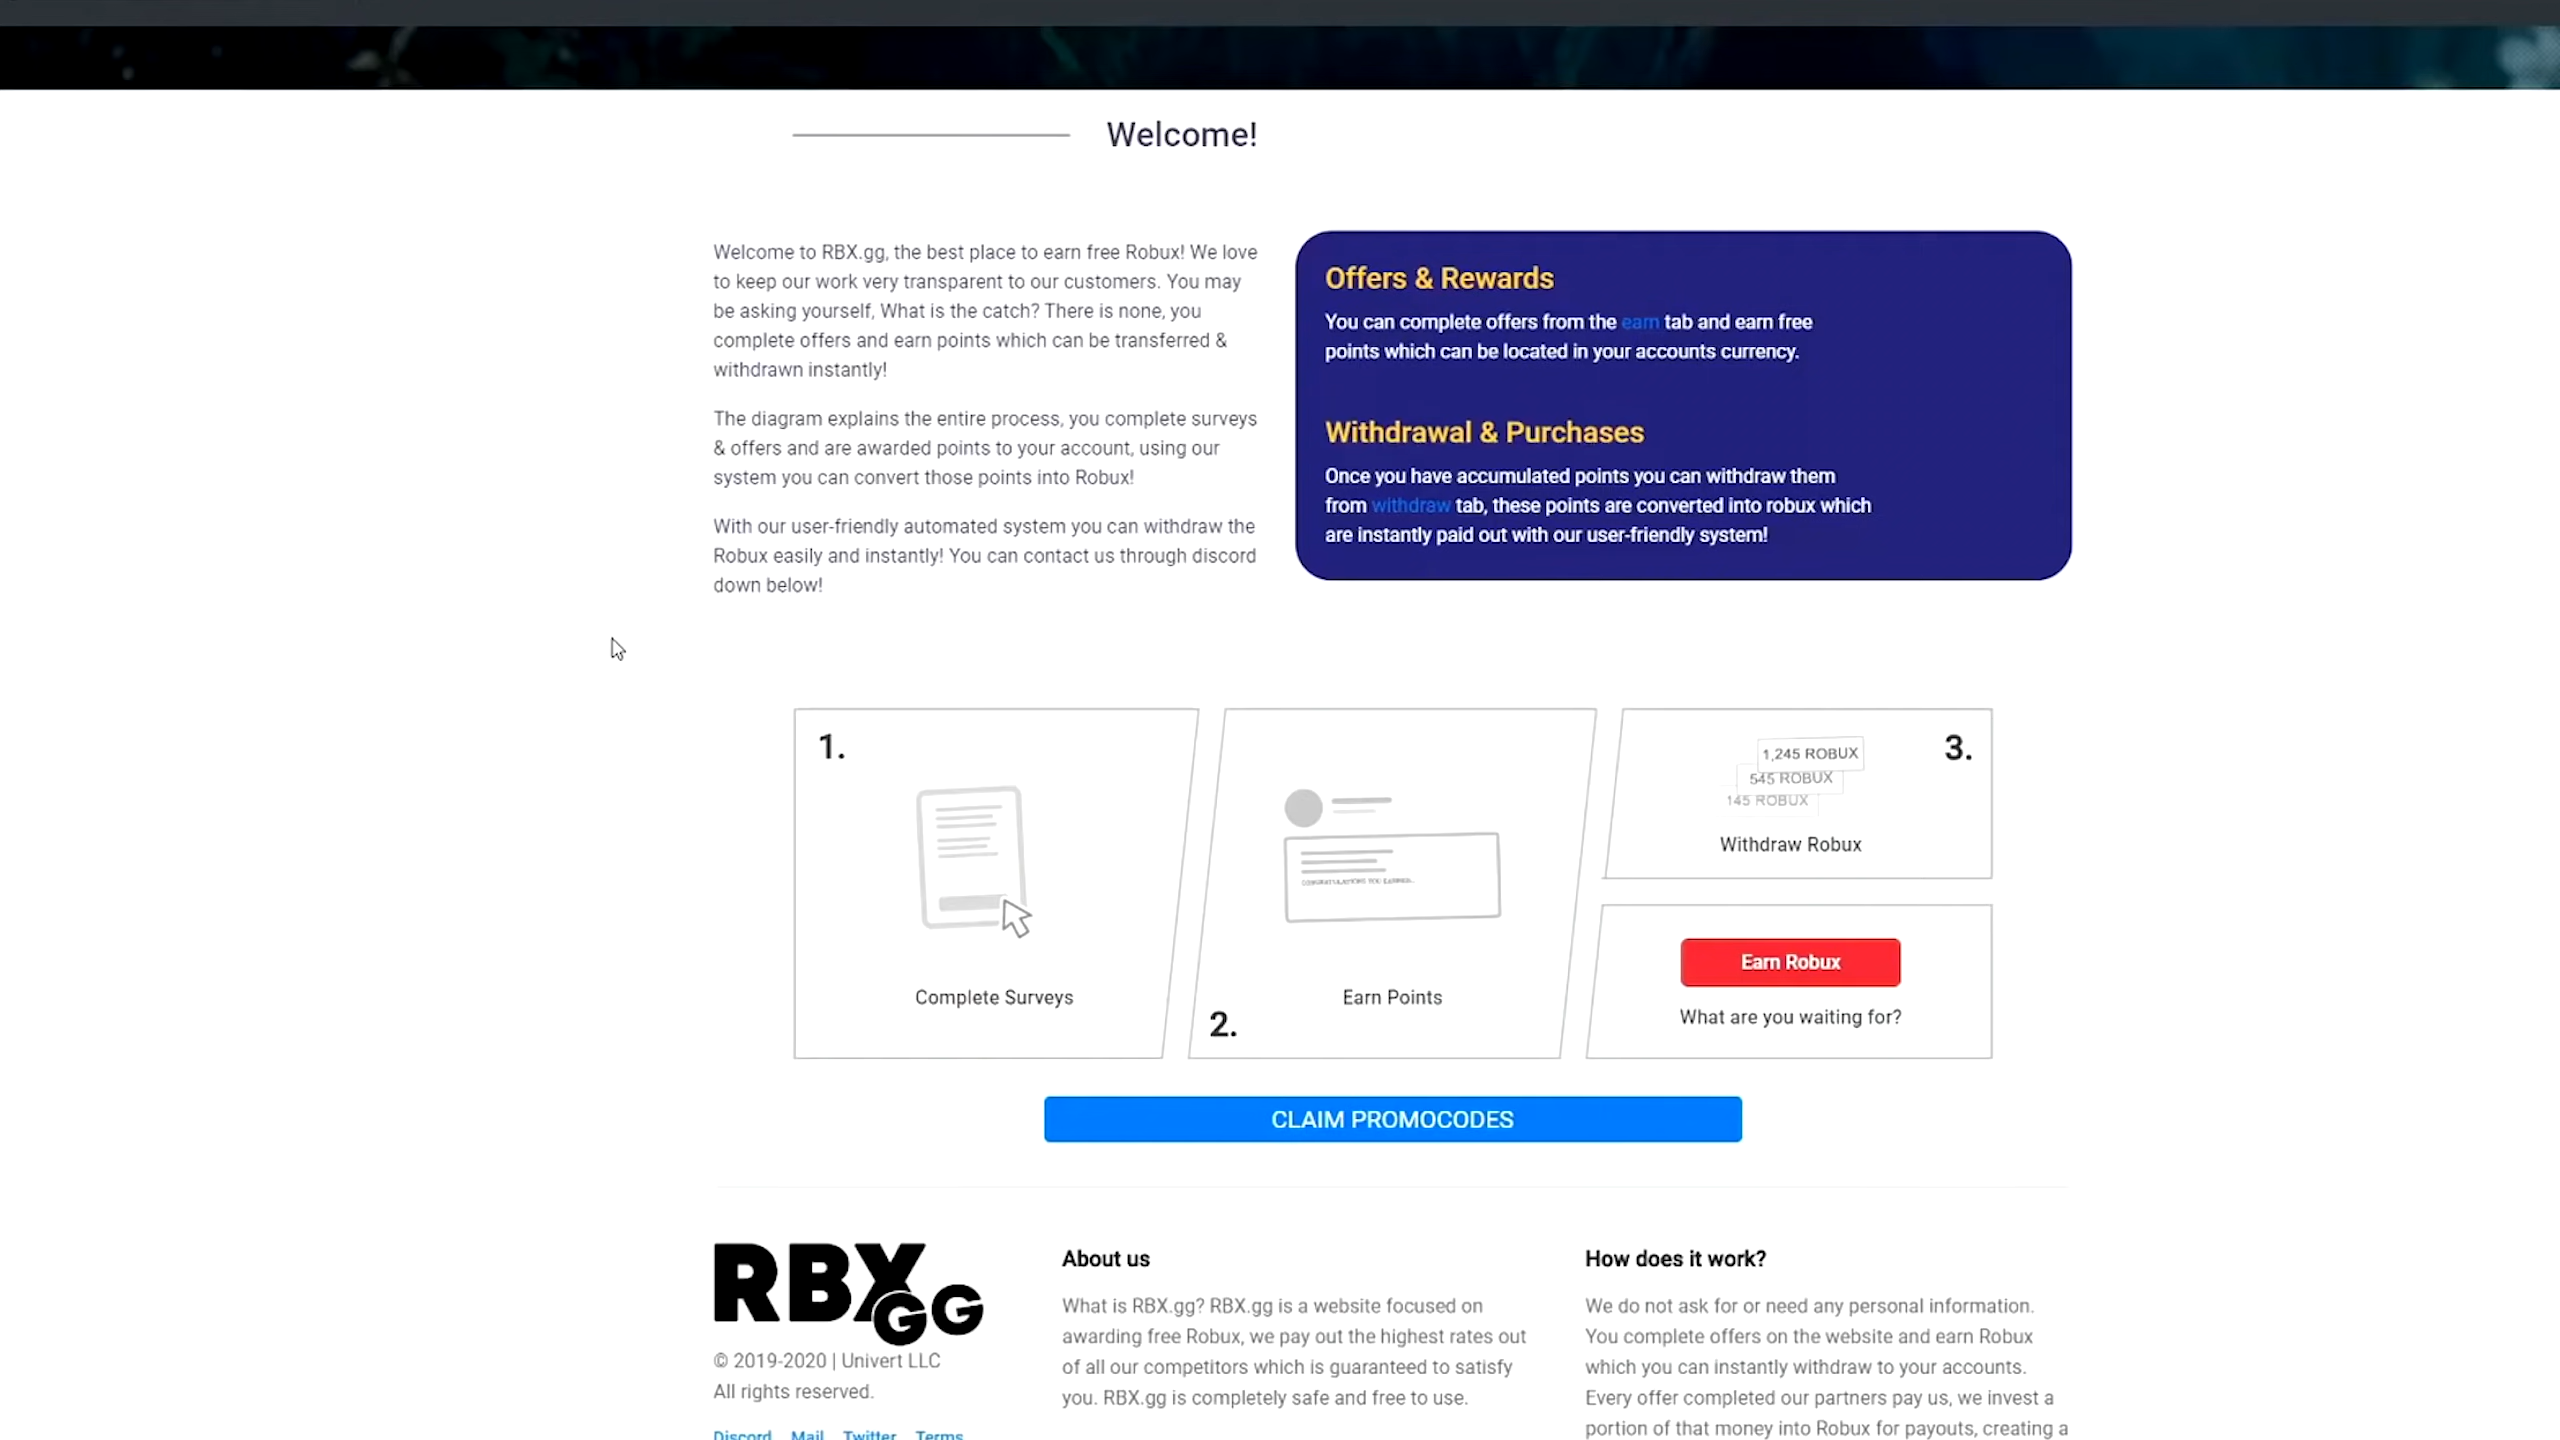 Welcome!
Welcome to RBX.gg, the best place to earn free Robux! We love
to keep our work very transparent to our customers. You may
be asking yourself, What is the catch? There is none, you
complete offers and earn points which can be transferred &
withdrawn instantly!
The diagram explains the entire process, you complete surveys
& offers and are awarded points to your account, using our
system you can convert those points into Robux!
With our user-friendly automated system you can withdraw the
Robux easily and instantly! You can contact us through discord
down below!
Offers & Rewards
You can complete offers from the earn tab and earn free
points which can be located in your accounts currency.
Withdrawal & Purchases
Once you have accumulated points you can withdraw them
from withdraw tab, these points are converted into robux which
are instantly paid out with our user-friendly system!
1.
Complete Surveys
CONGRATULATIONS YOU EARNED..
Earn Points
2.
1,245 ROBUX
545 ROBUX
145 ROBUX
3.
Withdraw Robux
Earn Robux
What are you waiting for?
CLAIM PROMOCODES
RBX GG
© 2019-2020 | Univert LLC
All rights reserved.
Discord Mail Twitter Terms
About us
What is RBX.gg? RBX.gg is a website focused on
awarding free Robux, we pay out the highest rates out
of all our competitors which is guaranteed to satisfy
you. RBX.gg is completely safe and free to use.
How does it work?
We do not ask for or need any personal information.
You complete offers on the website and earn Robux
which you can instantly withdraw to your accounts.
Every offer completed our partners pay us, we invest a
portion of that money into Robux for payouts, creating a